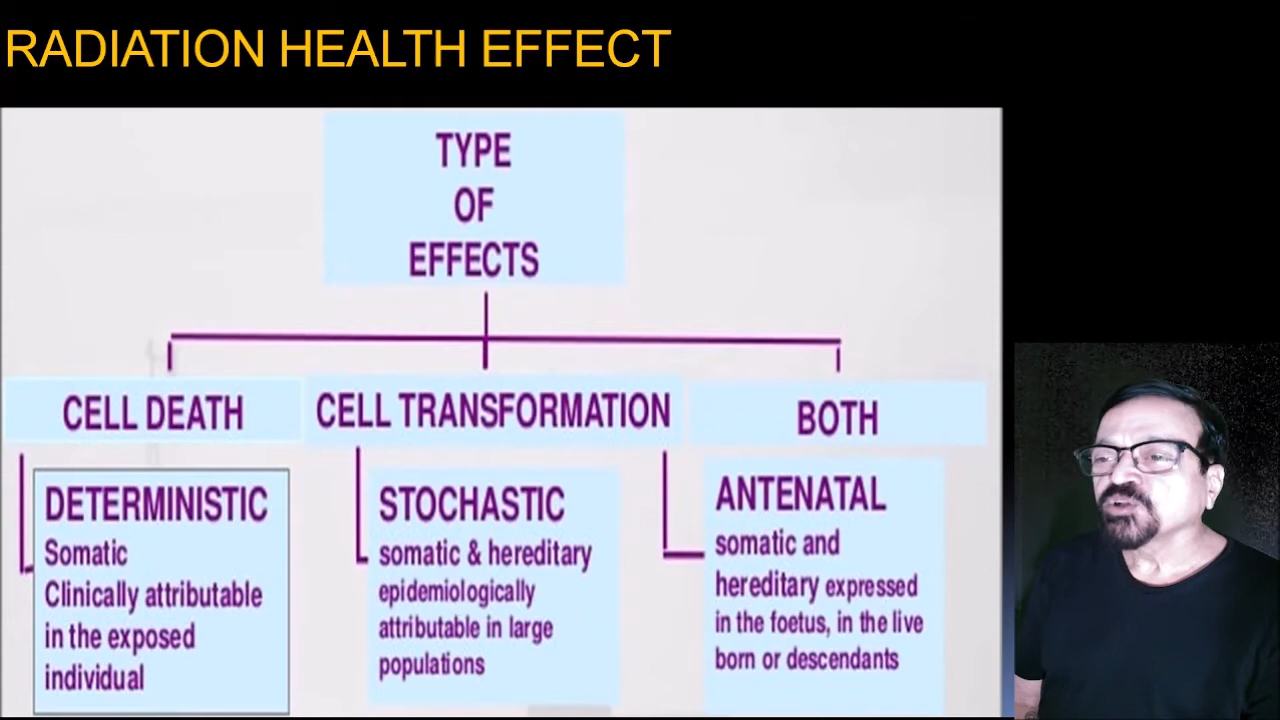 RADIATION HEALTH EFFECT
TYPE
OF
EFFECTS
CELL DEATH
CELL TRANSFORMATION
BOTH
DETERMINISTIC
Somatic
Clinically attributable
in the exposed
individual
STOCHASTIC
somatic & hereditary
epidemiologically
attributable in large
populations
ANTENATAL
somatic and
hereditary expressed
in the foetus, in the live
born or descendants